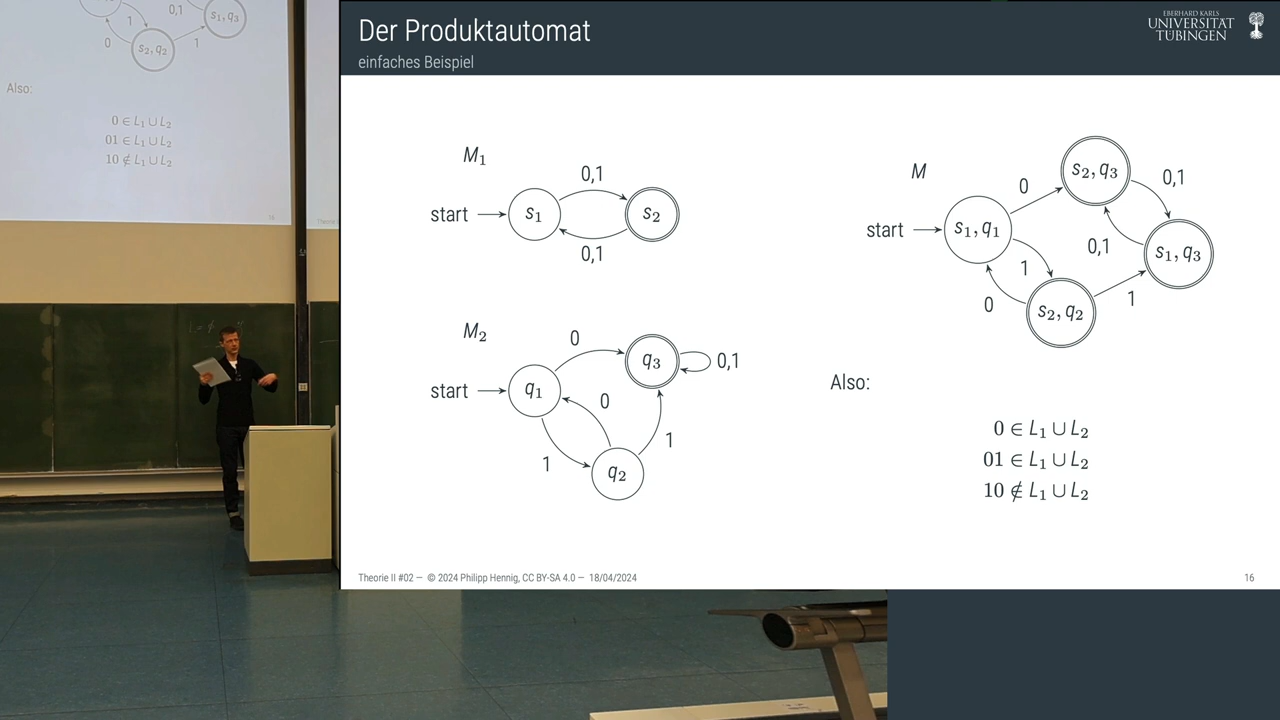 Der Produktautomat
einfaches Beispiel
EBERHARD KARLS
UNIVERSITÄT
TÜBINGEN
M₁
start
s₁
0,1
s₂
0,1
M₂
start
q₁
0
q₃
0,1
0
1
q₂
1
M
start
s₁, q₁
0
s₂, q₃
0,1
0,1
s₁, q₃
1
0
s₂, q₂
1
Also:
0 ∈ L₁ ∪ L₂
01 ∈ L₁ ∪ L₂
10 ∉ L₁ ∪ L₂
Theorie II #02 — © 2024 Philipp Hennig, CC BY-SA 4.0 — 18/04/2024
16
0,1
s₁, q₃
1
0
s₂, q₂
1
Also:
0 ∈ L₁ ∪ L₂
01 ∈ L₁ ∪ L₂
10 ∉ L₁ ∪ L₂
16